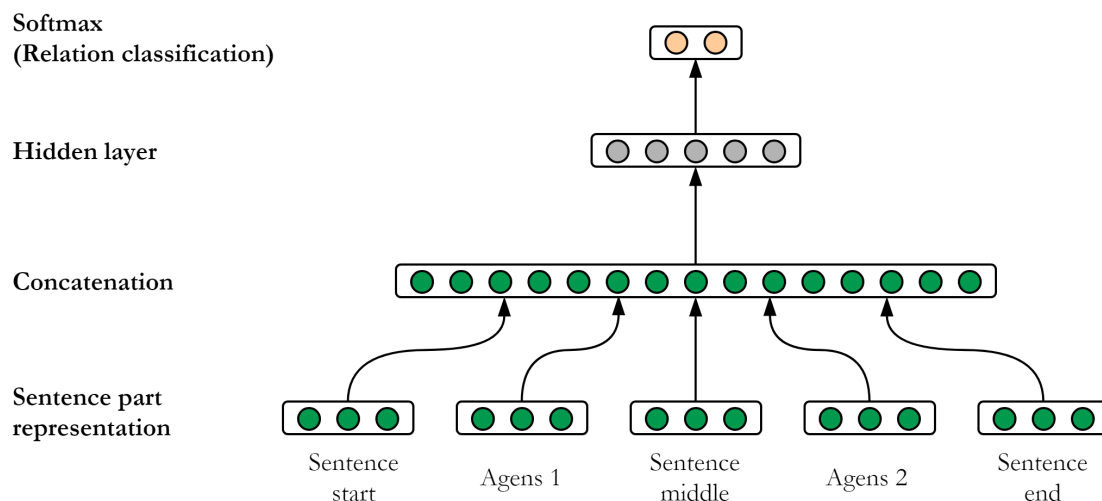 Softmax
(Relation classification)
Hidden layer
Concatenation
Sentence part
representation
Sentence
start
Agens 1
Sentence
middle
Agens 2
Sentence
end